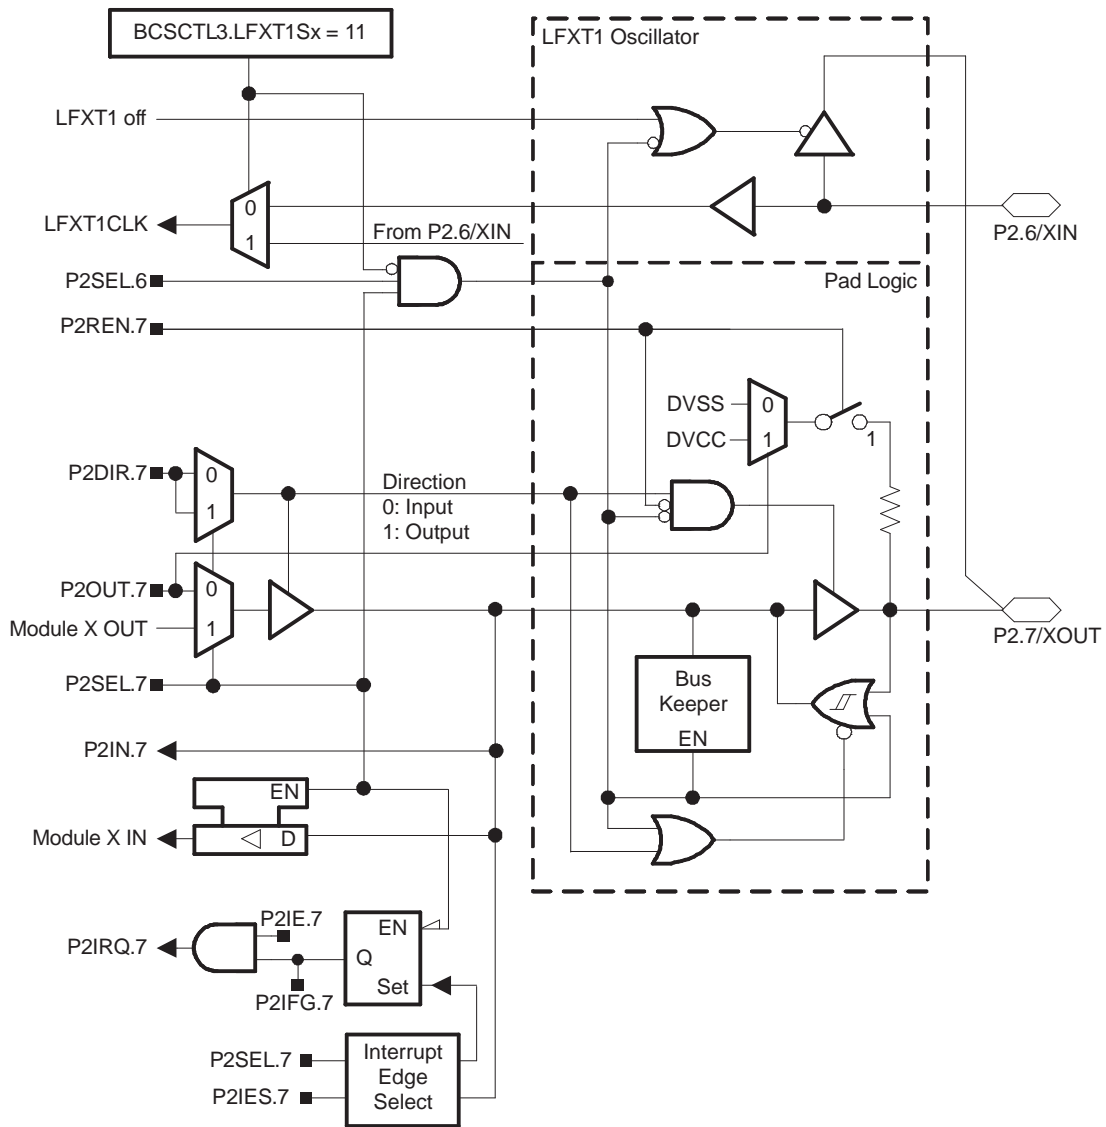 BCSCTL3.LFXT1Sx = 11
LFXT1 Oscillator
LFXT1 off
0
LFXT1CLK
1
From P2.6/XIN
P2.6/XIN
P2SEL.6
Pad Logic
P2REN.7
DVSS
0
DVCC
1
1
P2DIR.7
0
1
Direction
0: Input
1: Output
P2OUT.7
0
Module X OUT
1
P2.7/XOUT
P2SEL.7
Bus
Keeper
EN
P2IN.7
EN
Module X IN
D
P2IE.7
EN
P2IRQ.7
Q
Set
P2IFG.7
P2SEL.7
P2IES.7
Interrupt
Edge
Select